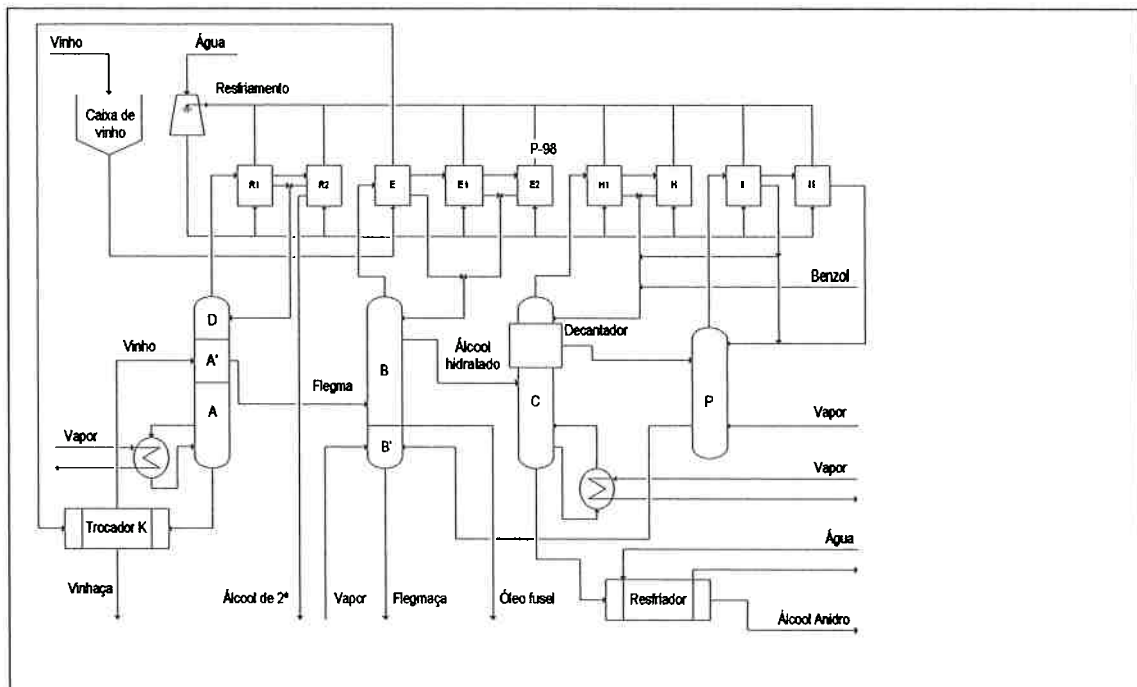 Vinho
Água
Resfriamento
Caixa de
vinho
P-98
R1
R2
E
E1
E2
H1
H
I
Benzol
D
Decantador
Vinho
A'
Álcool
hidratado
B
Flegma
A
C
P
Vapor
Vapor
B'
Vapor
Trocador K
Água
Vinhaça
Álcool de 2ª
Vapor
Flegmaça
Óleo fusel
Resfriador
Álcool Anidro